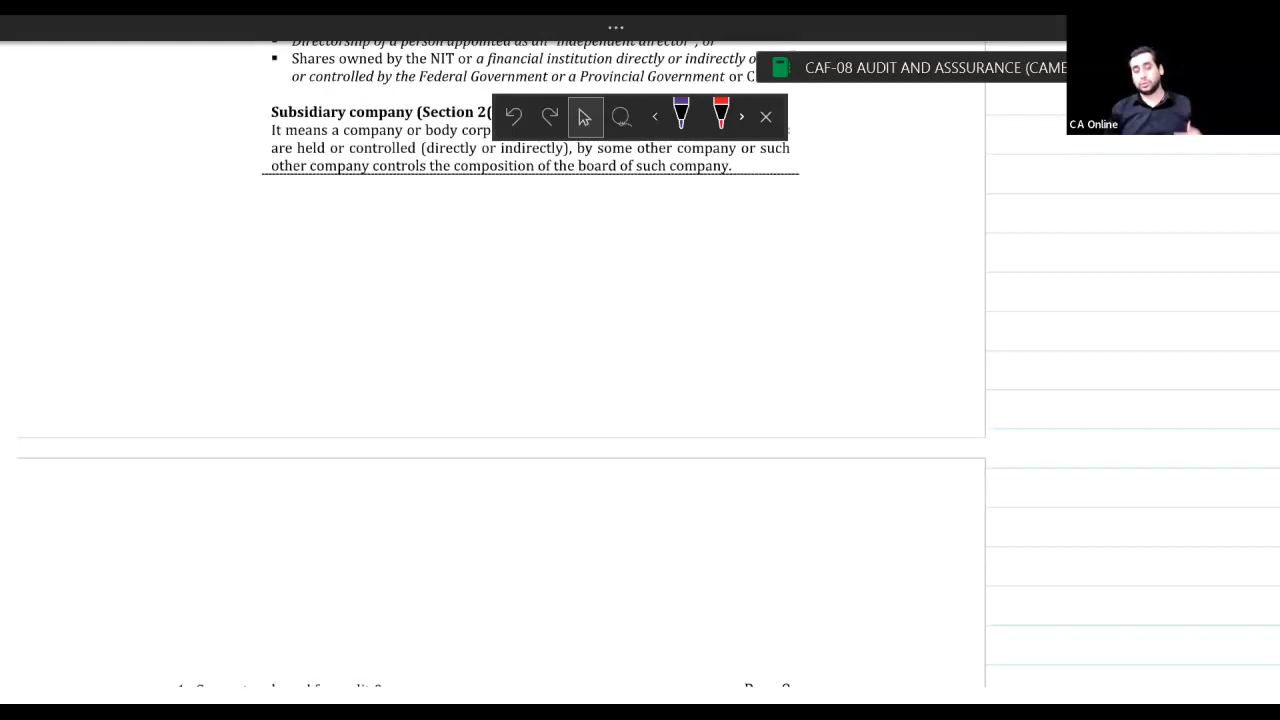 Directorship of a person appointed as an "independent director", or
▪ Shares owned by the NIT or a financial institution directly or indirectly o
or controlled by the Federal Government or a Provincial Government or C
CAF-08 AUDIT AND ASSSURANCE (CAME
Subsidiary company (Section 2(
It means a company or body corp
are held or controlled (directly or indirectly), by some other company or such
other company controls the composition of the board of such company.
C A Online